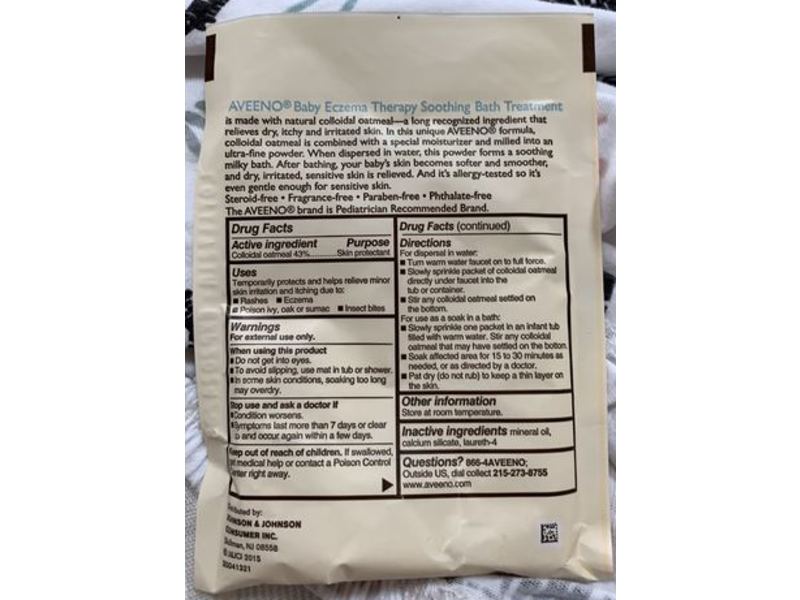 AVEENO® Baby Eczema Therapy Soothing Bath Treatment
is made with natural colloidal oatmeal—a long recognized ingredient that
relieves dry, itchy and irritated skin. In this unique AVEENO® formula,
colloidal oatmeal is combined with a special moisturizer and milled into an
ultra-fine powder. When dispersed in water, this powder forms a soothing
milky bath. After bathing, your baby's skin becomes softer and smoother,
and dry, irritated, sensitive skin is relieved. And it's allergy-tested so it's
even gentle enough for sensitive skin.
Steroid-free • Fragrance-free • Paraben-free • Phthalate-free
The AVEENO® brand is Pediatrician Recommended Brand.
Drug Facts
Active ingredient Purpose
Colloidal oatmeal 43% Skin protectant
Uses
Temporarily protects and helps relieve minor
skin irritation and itching due to:
■ Rashes ■ Eczema
■ Poison ivy, oak or sumac ■ Insect bites
Warnings
For external use only.
When using this product
■ Do not get into eyes.
■ To avoid slipping, use mat in tub or shower.
■ In some skin conditions, soaking too long
may overdry.
Stop use and ask a doctor if
■ Condition worsens.
■ Symptoms last more than 7 days or clear
and occur again within a few days.
Keep out of reach of children. If swallowed,
medical help or contact a Poison Control
right away.
Drug Facts (continued)
Directions
For dispersal in water:
■ Turn warm water faucet on to full force.
■ Slowly sprinkle packet of colloidal oatmeal
directly under faucet into the
tub or container.
■ Stir any colloidal oatmeal settled on
the bottom.
For use as a soak in a bath:
■ Slowly sprinkle one packet in an infant tub
filled with warm water. Stir any colloidal
oatmeal that may have settled on the bottom.
■ Soak affected area for 15 to 30 minutes as
needed, or as directed by a doctor.
■ Pat dry (do not rub) to keep a thin layer on
the skin.
Other information
Store at room temperature.
Inactive ingredients mineral oil,
calcium silicate, laureth-4
Questions? 866-4AVEENO;
Outside US, dial collect 215-273-8755
www.aveeno.com
by:
JOHNSON & JOHNSON
CONSUMER INC.
NJ 08558
2015